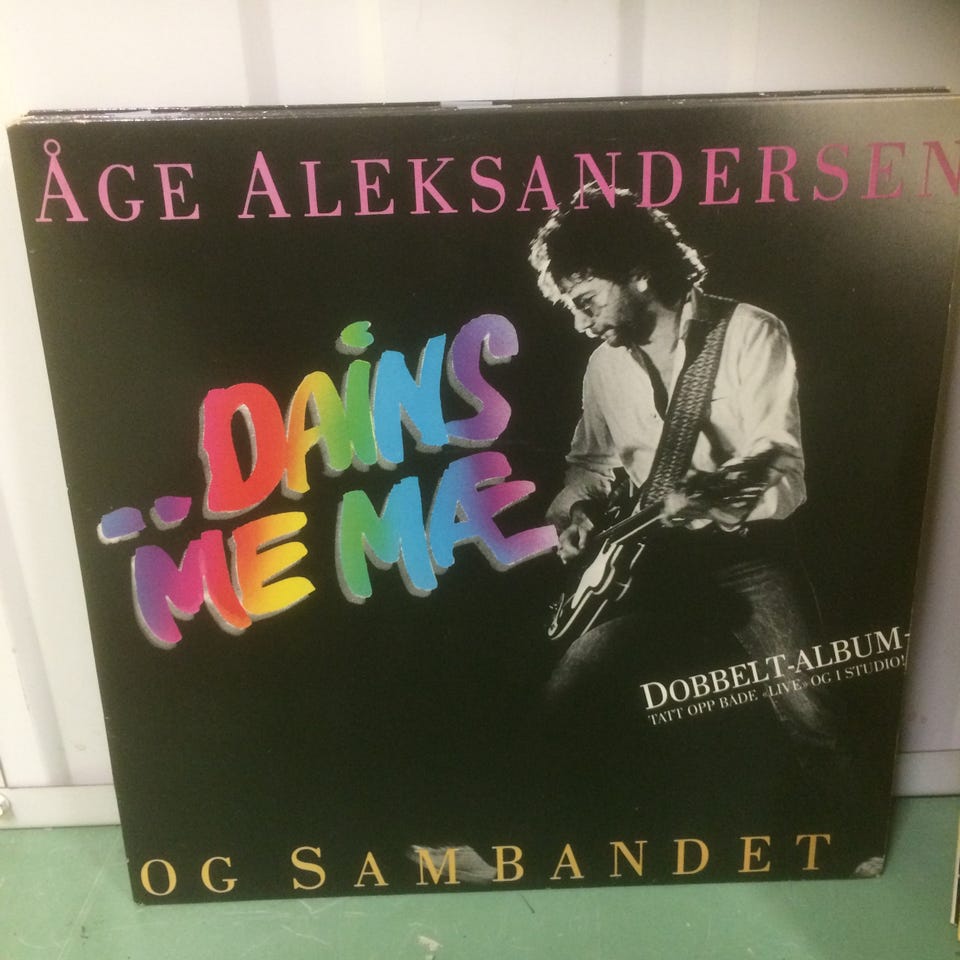 ÅGE ALEKSANDERSEN
DAINS
ME MÆ
DOBBELT-ALBUM-
TATT OPP BÅDE «LIVE» OG I STUDIO!
OG SAMBANDET